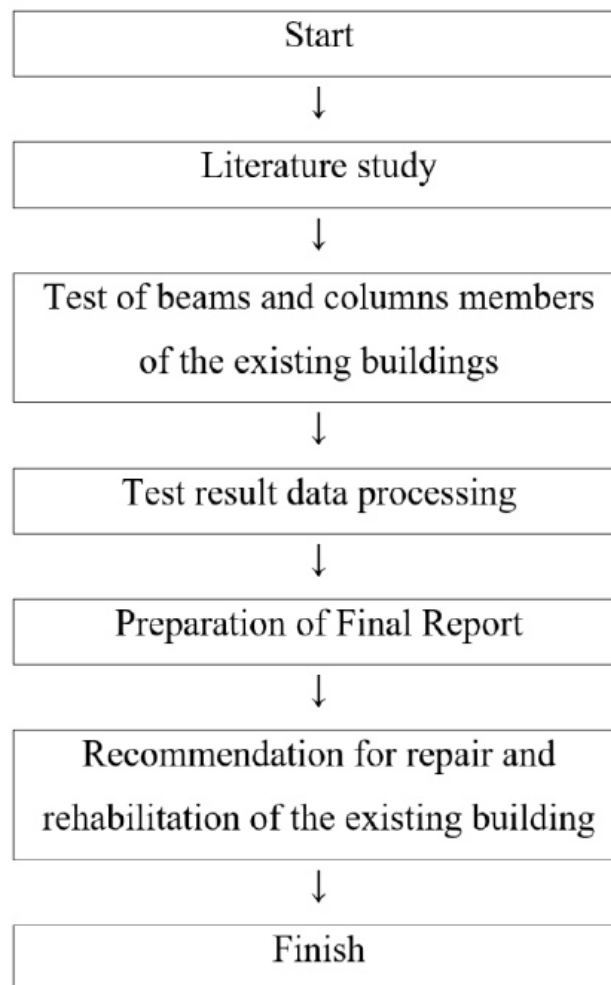 Start
↓
Literature study
↓
Test of beams and columns members
of the existing buildings
↓
Test result data processing
↓
Preparation of Final Report
↓
Recommendation for repair and
rehabilitation of the existing building
↓
Finish